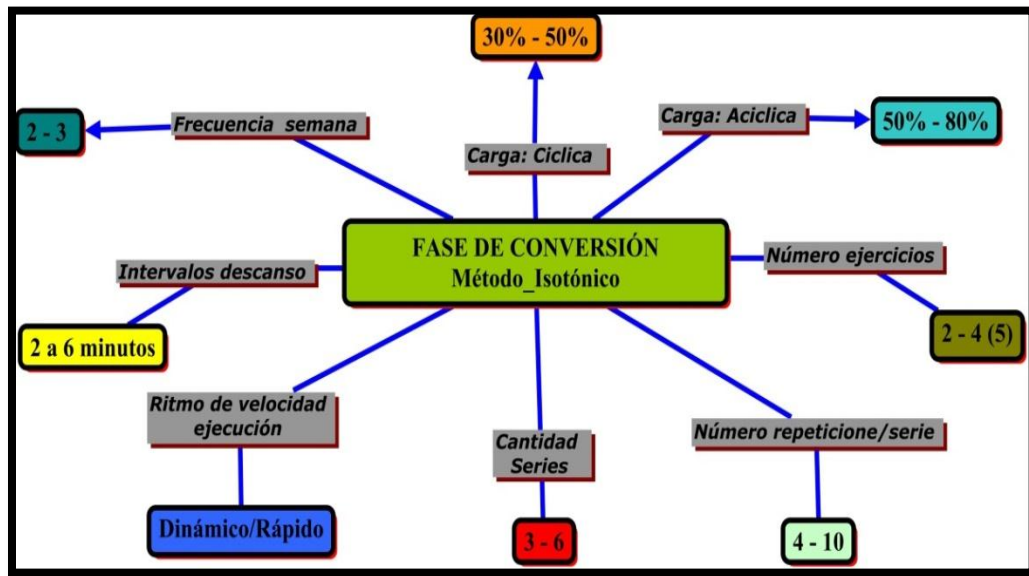 30% - 50%
2 - 3
Frecuencia semana
Carga: Aciclica
50% - 80%
Carga: Ciclica
FASE DE CONVERSIÓN
Método_Isotónico
Intervalos descanso
Número ejercicios
2 a 6 minutos
2 - 4 (5)
Ritmo de velocidad
ejecución
Cantidad
Series
Número repeticione/serie
Dinámico/Rápido
3 - 6
4 - 10